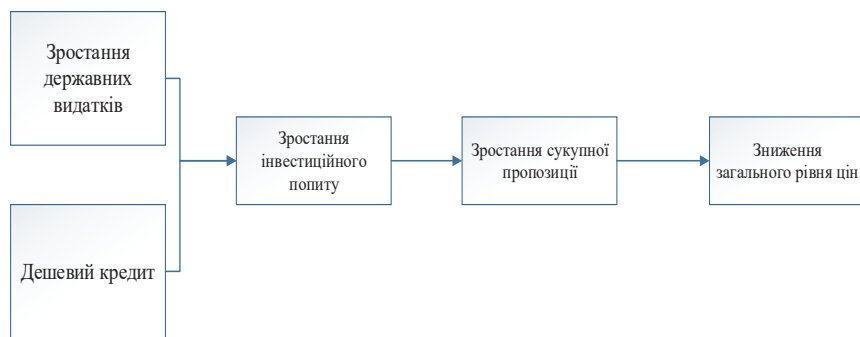 Зростання
державних
видатків
Дешевий кредит
Зростання
інвестиційного
попиту
Зростання сукупної
пропозиції
Зниження
загального рівня цін